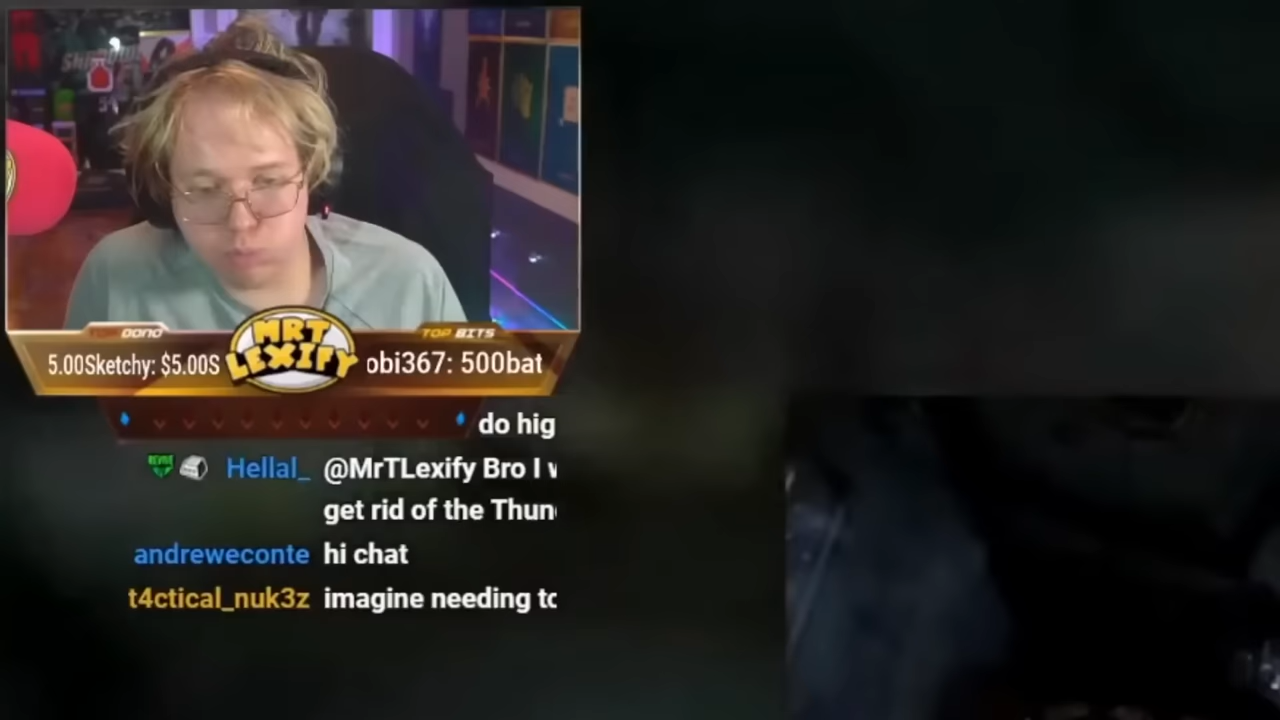 TOP DONO
TOP BITS
MRT
LEXIFY
5.00Sketchy: $5.00S
obi367: 500bat
do hig
REVIVE
Hellal_ @MrTLexify Bro I
get rid of the Thun
andreweconte hi chat
t4ctical_nuk3z imagine needing to